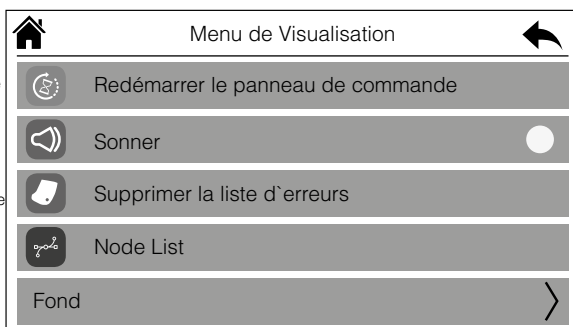 Menu de Visualisation
Redémarrer le panneau de commande
Sonner
Supprimer la liste d`erreurs
Node List
Fond